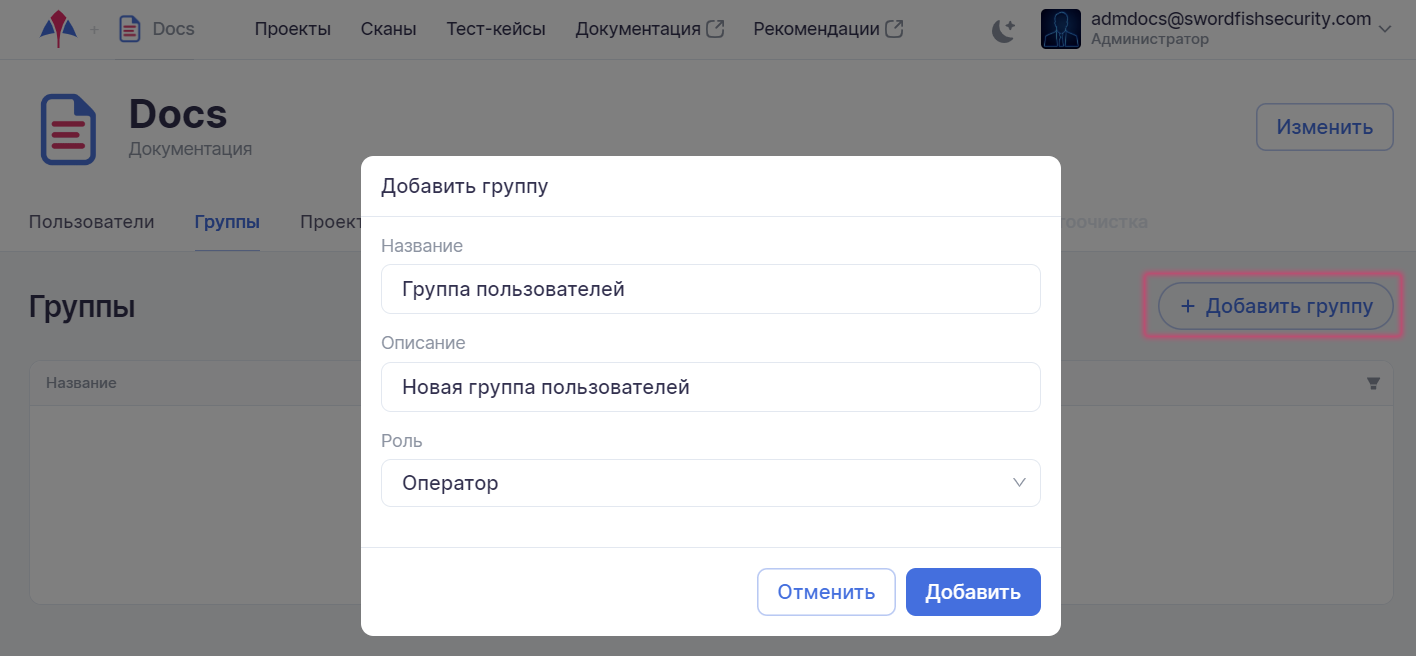 Docs Проекты Сканы Тест-кейсы Документация Рекомендации admdocs@swordfishsecurity.com
Администратор
Docs
Документация
Изменить
Пользователи Группы Проект тоочистка
Группы
+ Добавить группу
Название
Добавить группу
Название
Группа пользователей
Описание
Новая группа пользователей
Роль
Оператор
Отменить Добавить